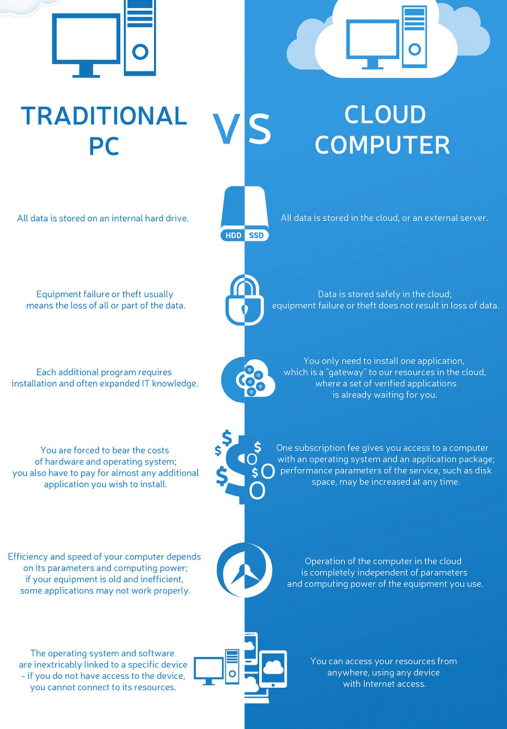 TRADITIONAL
PC
VS
CLOUD
COMPUTER
All data is stored on an internal hard drive.
HDD SSD
All data is stored in the cloud, or an external server.
Equipment failure or theft usually
means the loss of all or part of the data.
Data is stored safely in the cloud;
equipment failure or theft does not result in loss of data.
Each additional program requires
installation and often expanded IT knowledge.
You only need to install one application,
which is a "gateway" to our resources in the cloud,
where a set of verified applications
is already waiting for you.
You are forced to bear the costs
of hardware and operating system;
you also have to pay for almost any additional
application you wish to install.
One subscription fee gives you access to a computer
with an operating system and an application package;
performance parameters of the service, such as disk
space, may be increased at any time.
Efficiency and speed of your computer depends
on its parameters and computing power;
if your equipment is old and inefficient,
some applications may not work properly.
Operation of the computer in the cloud
is completely independent of parameters
and computing power of the equipment you use.
The operating system and software
are inextricably linked to a specific device
- if you do not have access to the device,
you cannot connect to its resources.
You can access your resources from
anywhere, using any device
with Internet access.